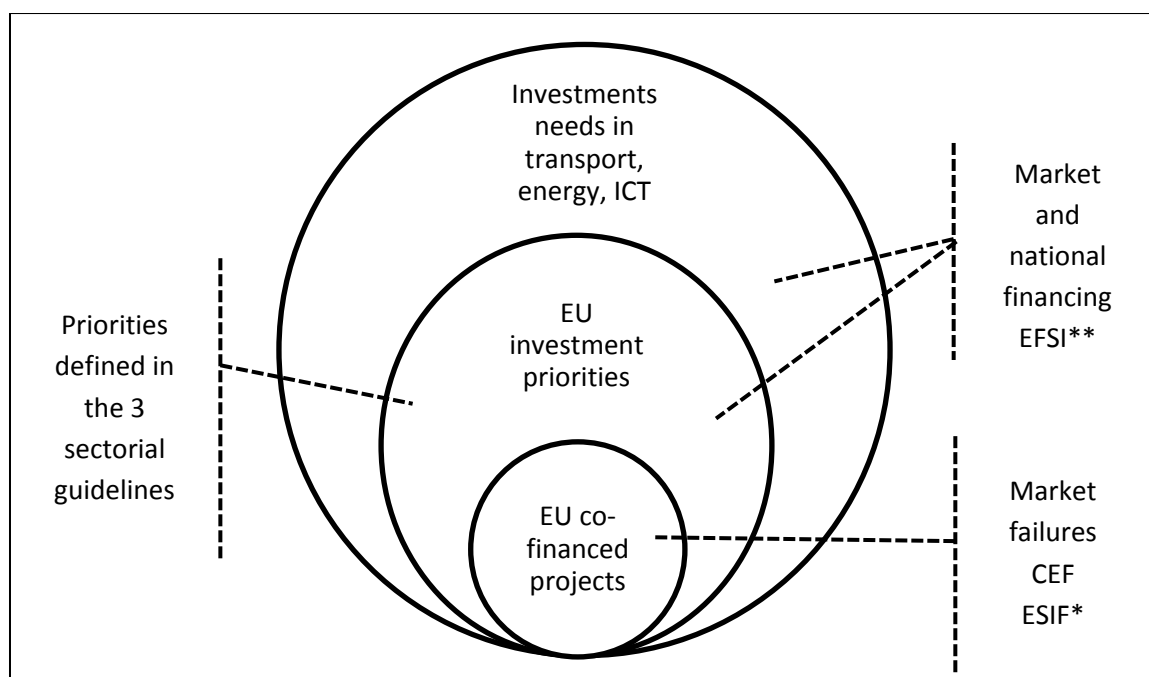 Investments
needs in
transport,
energy, ICT
EU
investment
priorities
EU co-
financed
projects
Priorities
defined in
the 3
sectorial
guidelines
Market
and
national
financing
EFSI**
Market
failures
CEF
ESIF*